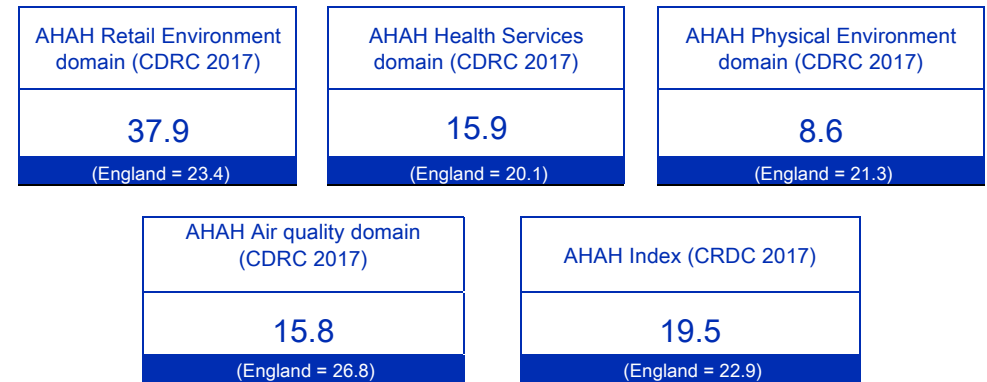 AHAH Retail Environment
domain (CDRC 2017)
37.9
(England = 23.4)
AHAH Health Services
domain (CDRC 2017)
15.9
(England = 20.1)
AHAH Physical Environment
domain (CDRC 2017)
8.6
(England = 21.3)
AHAH Air quality domain
(CDRC 2017)
15.8
(England = 26.8)
AHAH Index (CRDC 2017)
19.5
(England = 22.9)